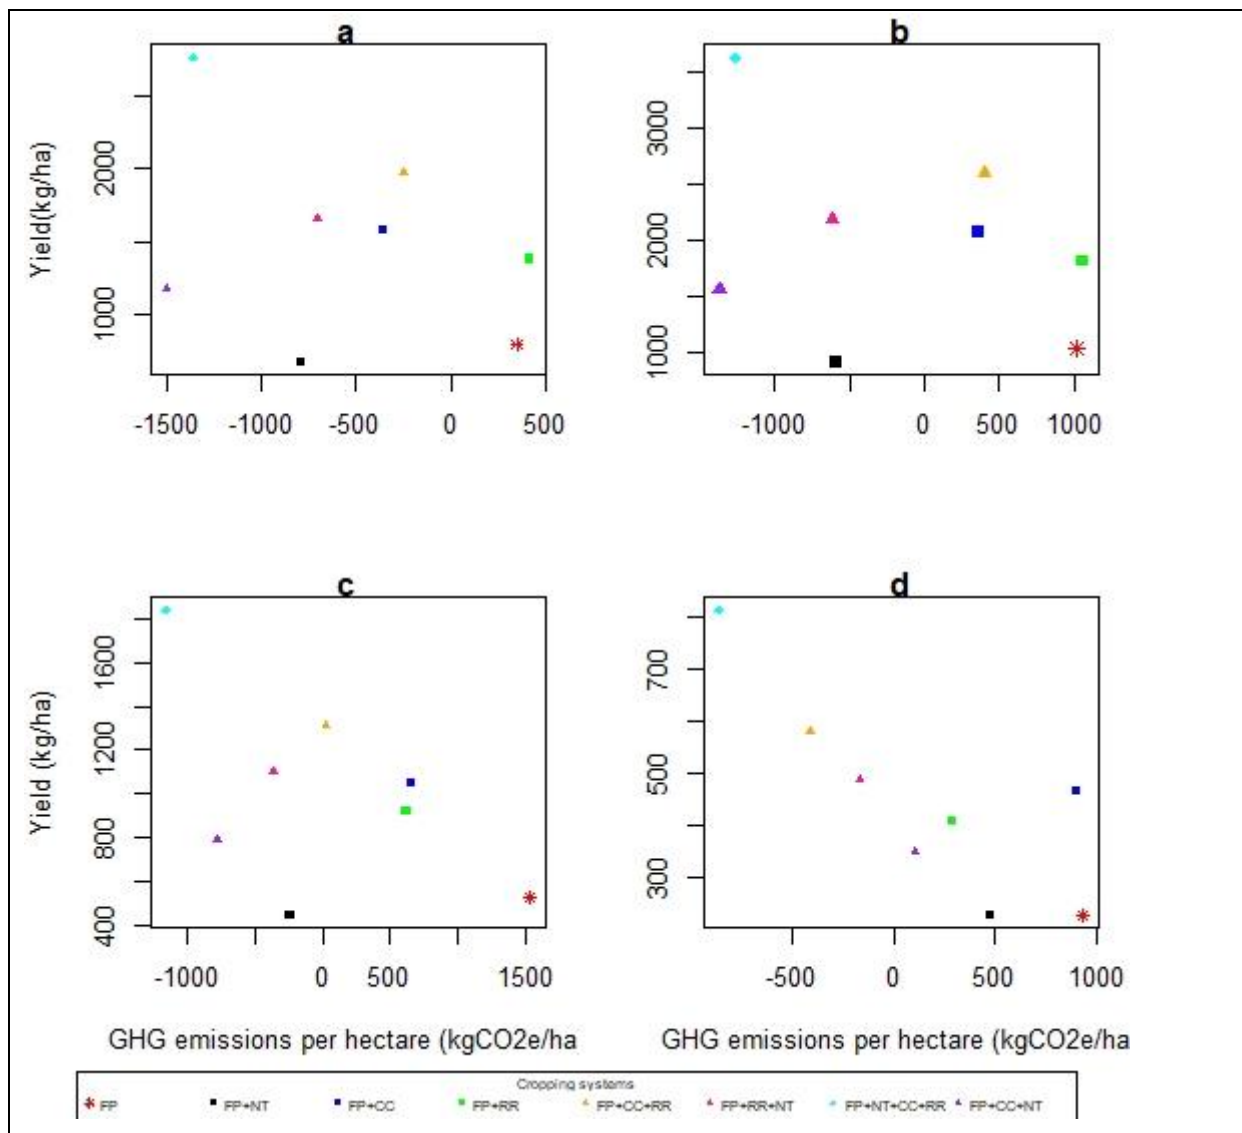 a
b
Yield(kg/ha)
1000 2000
-1500 -1000 -500 0 500
1000 2000 3000
-1000 0 500 1000
c
d
Yield (kg/ha)
400 800 1200 1600
-1000 0 500 1500
300 500 700
-500 0 500 1000
GHG emissions per hectare (kgCO2e/ha
GHG emissions per hectare (kgCO2e/ha
Cropping systems
FP FP+NT FP+CC FP+RR FP+CC+RR FP+RR+NT FP+NT+CC+RR FP+CC+NT